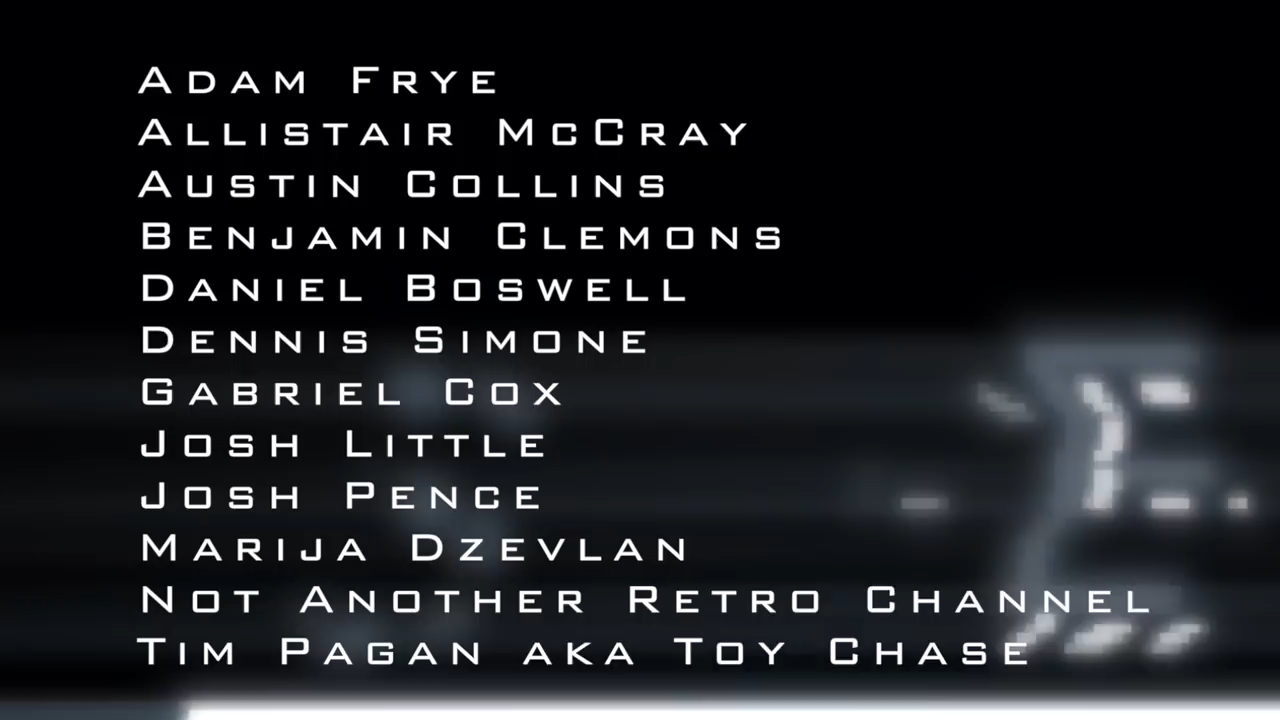 Adam Frye
Allistair McCray
Austin Collins
Benjamin Clemons
Daniel Boswell
Dennis Simone
Gabriel Cox
Josh Little
Josh Pence
Marija Dzevlan
Not Another Retro Channel
Tim Pagan aka Toy Chase